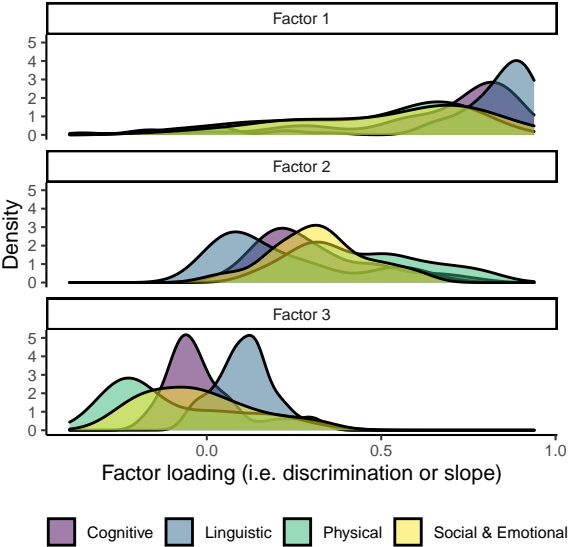 Factor 1
5
4
3
2
1
0
Factor 2
5
4
3
2
1
0
Density
Factor 3
5
4
3
2
1
0
0.0 0.5 1.0
Factor loading (i.e. discrimination or slope)
Cognitive Linguistic Physical Social & Emotional